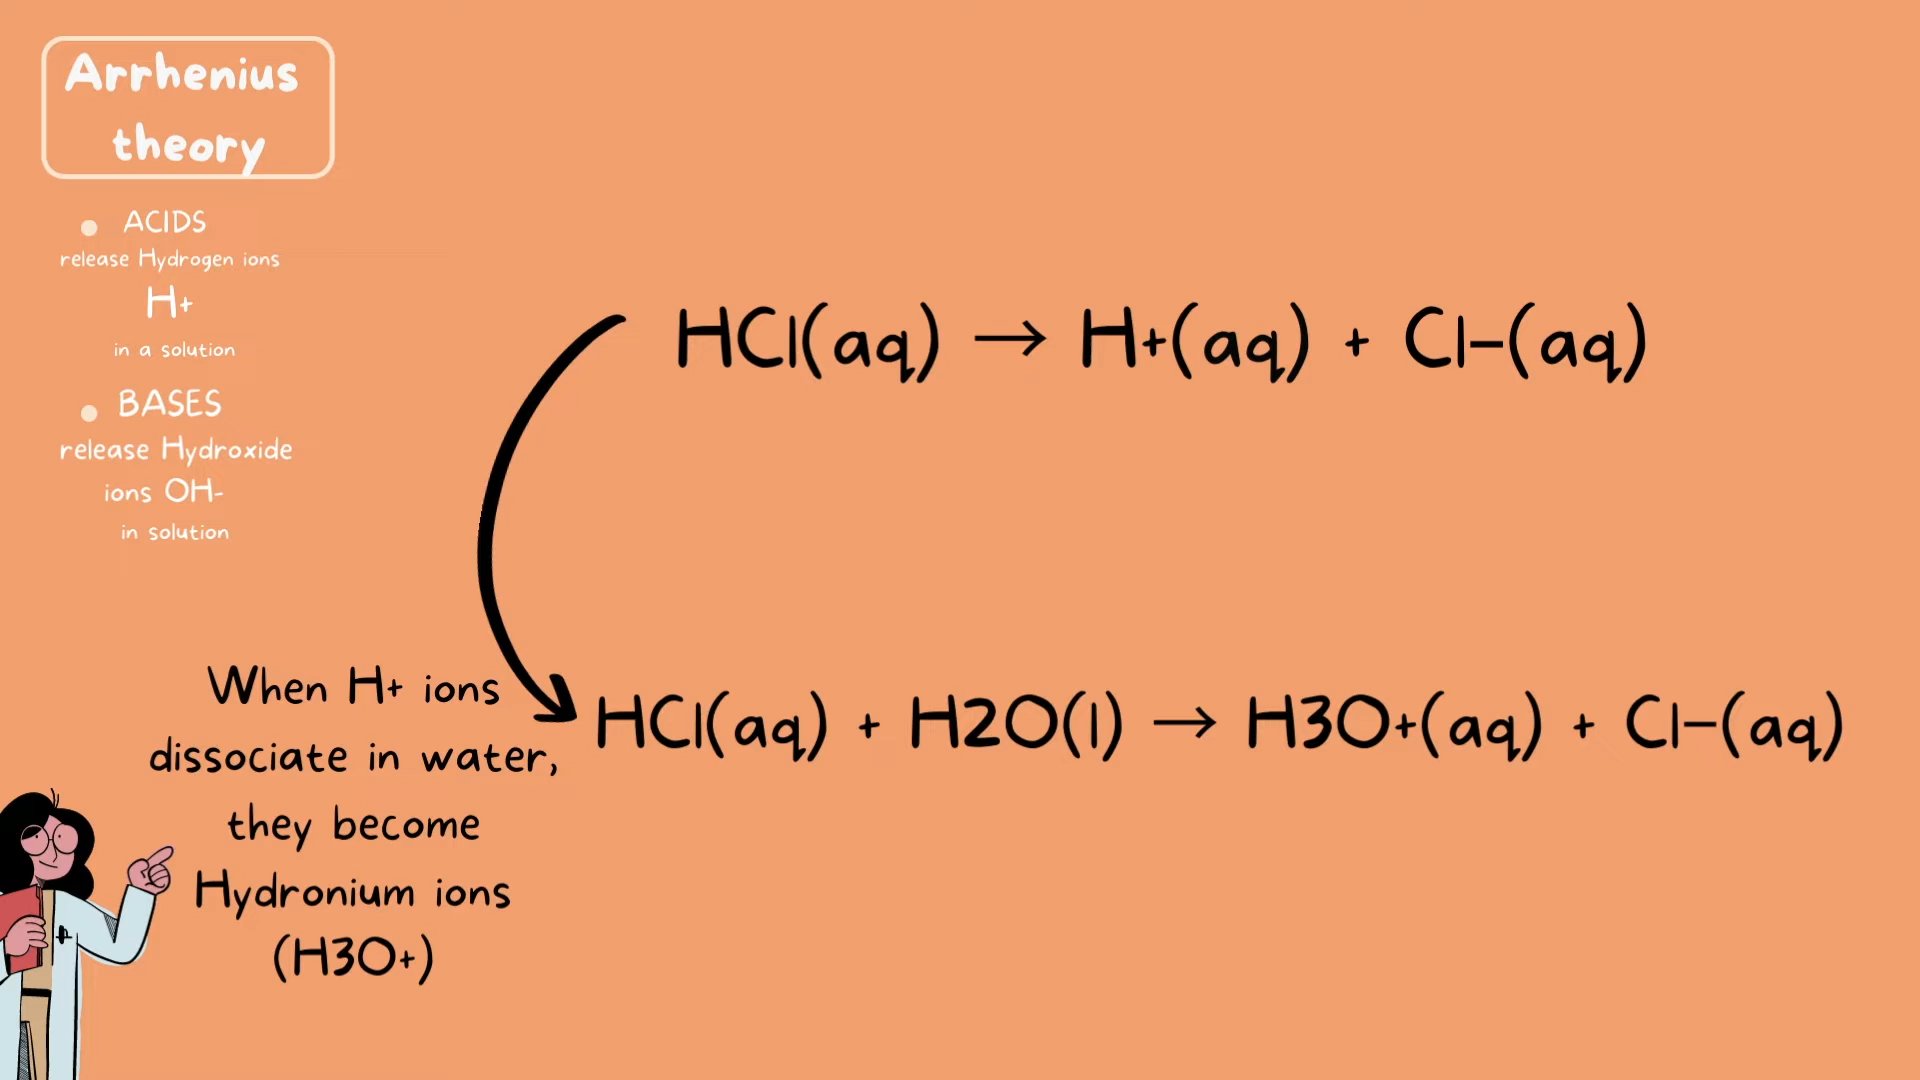 Arrhenius
theory
ACIDS
release Hydrogen ions
H+
in a solution
BASES
release Hydroxide
ions OH-
in solution
HCl(aq) → H+(aq) + Cl–(aq)
HCl(aq) + H2O(l) → H3O+(aq) + Cl–(aq)
When H+ ions
dissociate in water,
they become
Hydronium ions
(H3O+)